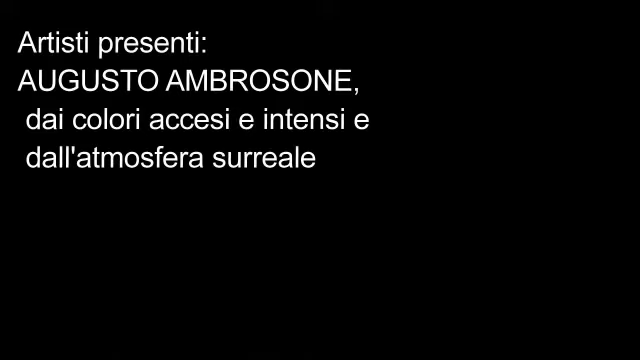 Artisti presenti:
AUGUSTO AMBROSONE,
dai colori accesi e intensi e
dall'atmosfera surreale